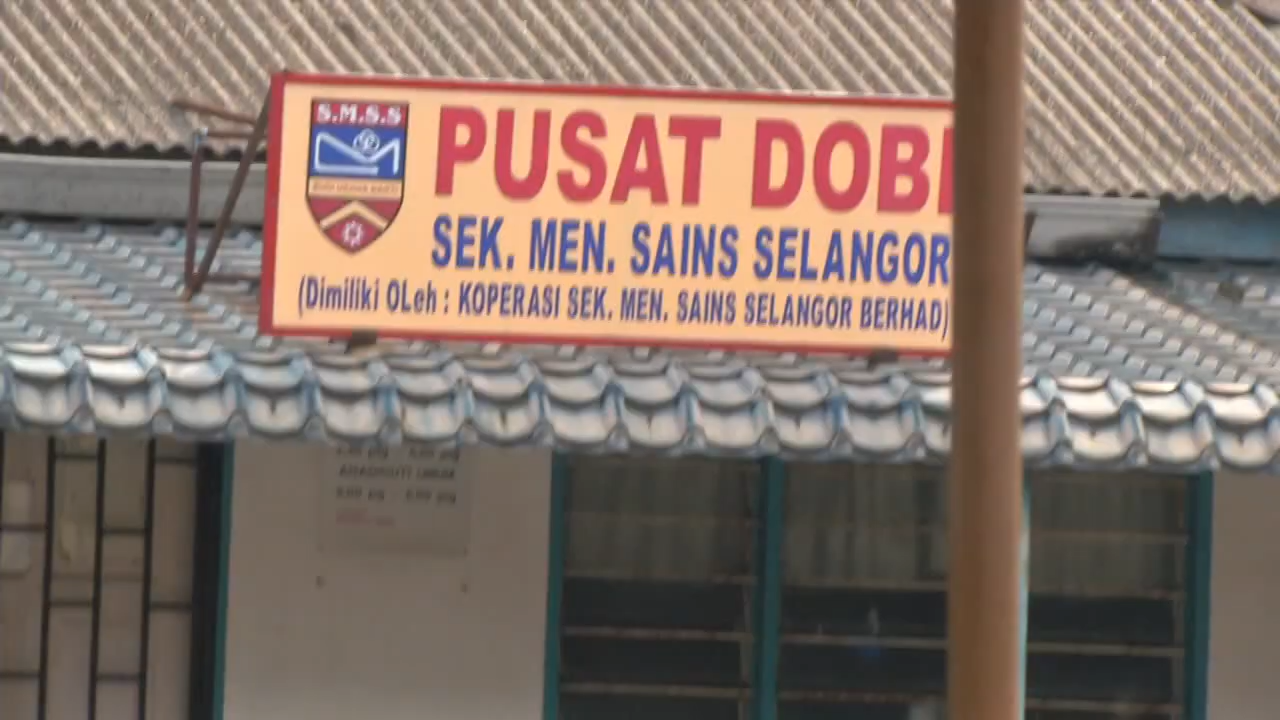 S.M.S.S
PUSAT DOBI
SEK. MEN. SAINS SELANGOR
(Dimiliki OLeh : KOPERASI SEK. MEN. SAINS SELANGOR BERHAD)